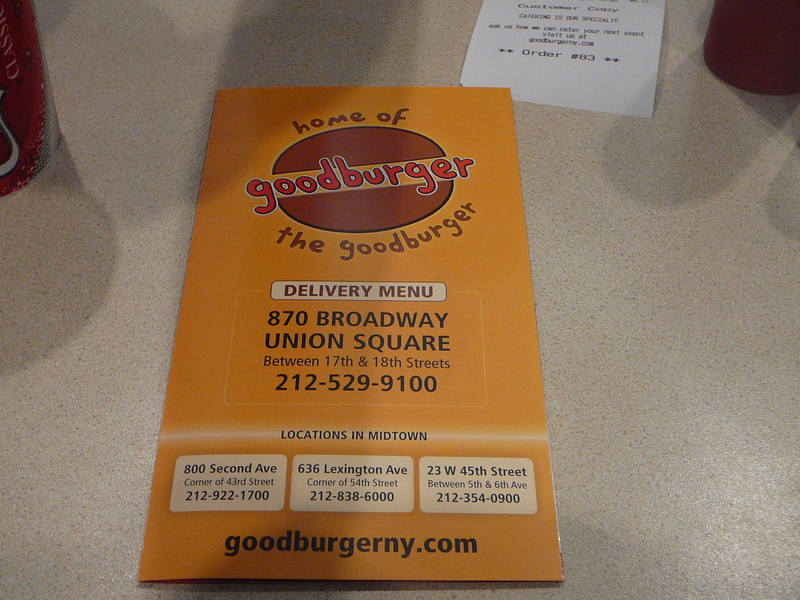 CLASSIC
Customer Copy
CATERING IS OUR SPECIALTY
ask us how we can cater your next event
visit us at
goodburgerny.com
** Order #83 **
home of
goodburger
the goodburger
DELIVERY MENU
870 BROADWAY
UNION SQUARE
Between 17th & 18th Streets
212-529-9100
LOCATIONS IN MIDTOWN
800 Second Ave
Corner of 43rd Street
212-922-1700
636 Lexington Ave
Corner of 54th Street
212-838-6000
23 W 45th Street
Between 5th & 6th Ave
212-354-0900
goodburgerny.com